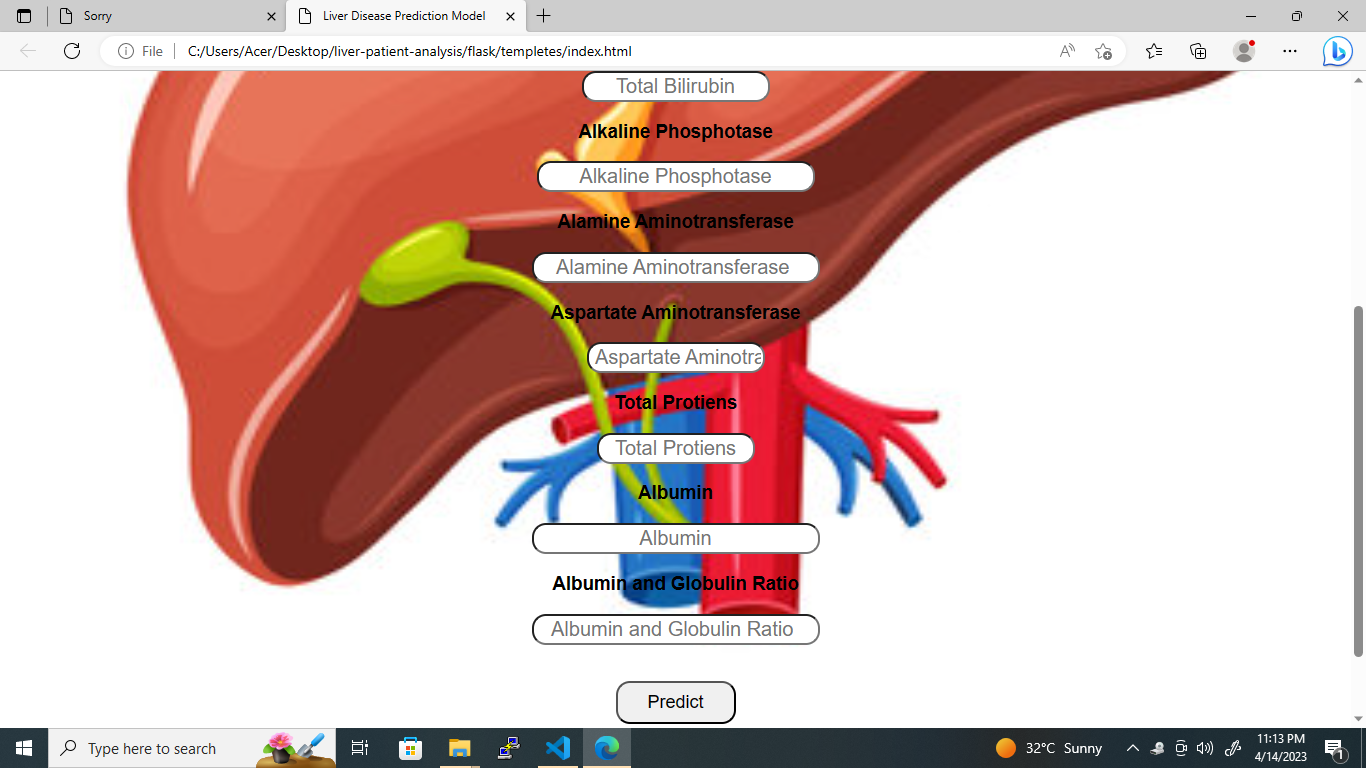 Sorry
Liver Disease Prediction Model
File
C:/Users/Acer/Desktop/liver-patient-analysis/flask/templetes/index.html
Total Bilirubin
Alkaline Phosphotase
Alkaline Phosphotase
Alamine Aminotransferase
Alamine Aminotransferase
Aspartate Aminotransferase
Aspartate Aminotra
Total Protiens
Total Protiens
Albumin
Albumin
Albumin and Globulin Ratio
Albumin and Globulin Ratio
Predict
Type here to search
32°C Sunny
11:13 PM
4/14/2023
1